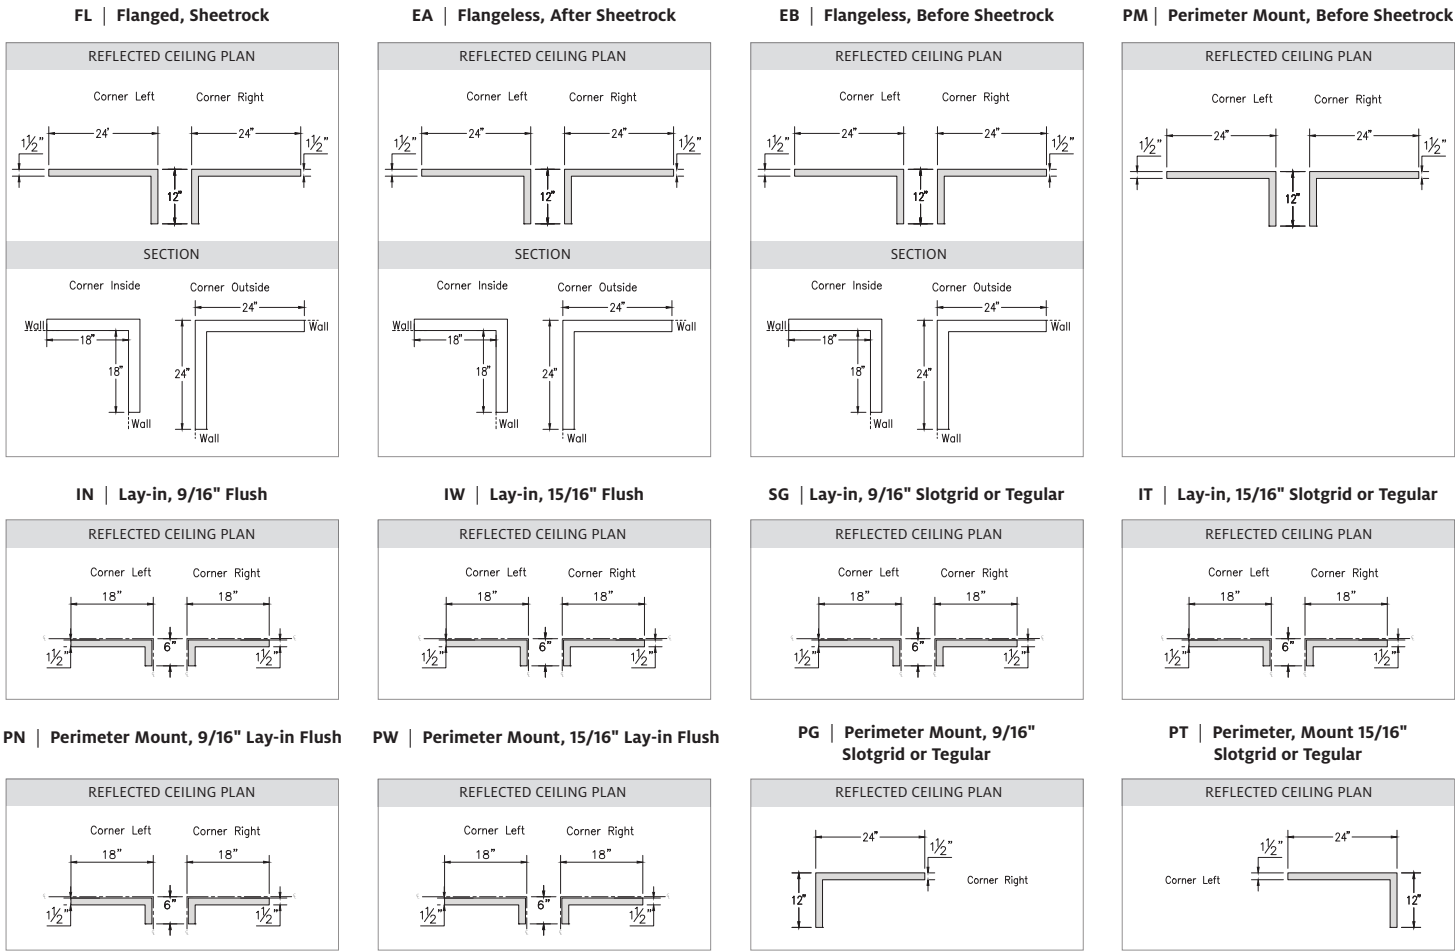 FL | Flanged, Sheetrock
REFLECTED CEILING PLAN
Corner Left Corner Right
24' 24"
1½" 1½"
12"
SECTION
Corner Inside Corner Outside
24"
Wall Wall
18"
18" 24"
Wall
Wall
EA | Flangeless, After Sheetrock
REFLECTED CEILING PLAN
Corner Left Corner Right
24" 24"
1½" 1½"
12"
SECTION
Corner Inside Corner Outside
24"
Wall Wall
18"
18" 24"
Wall
Wall
EB | Flangeless, Before Sheetrock
REFLECTED CEILING PLAN
Corner Left Corner Right
24" 24"
1½" 1½"
12"
SECTION
Corner Inside Corner Outside
24"
Wall Wall
18"
18" 24"
Wall
Wall
PM | Perimeter Mount, Before Sheetrock
REFLECTED CEILING PLAN
Corner Left Corner Right
24" 24"
1½" 1½"
12"
IN | Lay-in, 9/16" Flush
REFLECTED CEILING PLAN
Corner Left Corner Right
18" 18"
6"
1½" 1½"
IW | Lay-in, 15/16" Flush
REFLECTED CEILING PLAN
Corner Left Corner Right
18" 18"
6"
1½" 1½"
SG | Lay-in, 9/16" Slotgrid or Tegular
REFLECTED CEILING PLAN
Corner Left Corner Right
18" 18"
6"
1½" 1½"
IT | Lay-in, 15/16" Slotgrid or Tegular
REFLECTED CEILING PLAN
Corner Left Corner Right
18" 18"
6"
1½" 1½"
PN | Perimeter Mount, 9/16" Lay-in Flush
REFLECTED CEILING PLAN
Corner Left Corner Right
18" 18"
6"
1½" 1½"
PW | Perimeter Mount, 15/16" Lay-in Flush
REFLECTED CEILING PLAN
Corner Left Corner Right
18" 18"
6"
1½" 1½"
PG | Perimeter Mount, 9/16"
Slotgrid or Tegular
REFLECTED CEILING PLAN
24"
1½"
Corner Right
12"
PT | Perimeter, Mount 15/16"
Slotgrid or Tegular
REFLECTED CEILING PLAN
24"
1½"
Corner Left
12"